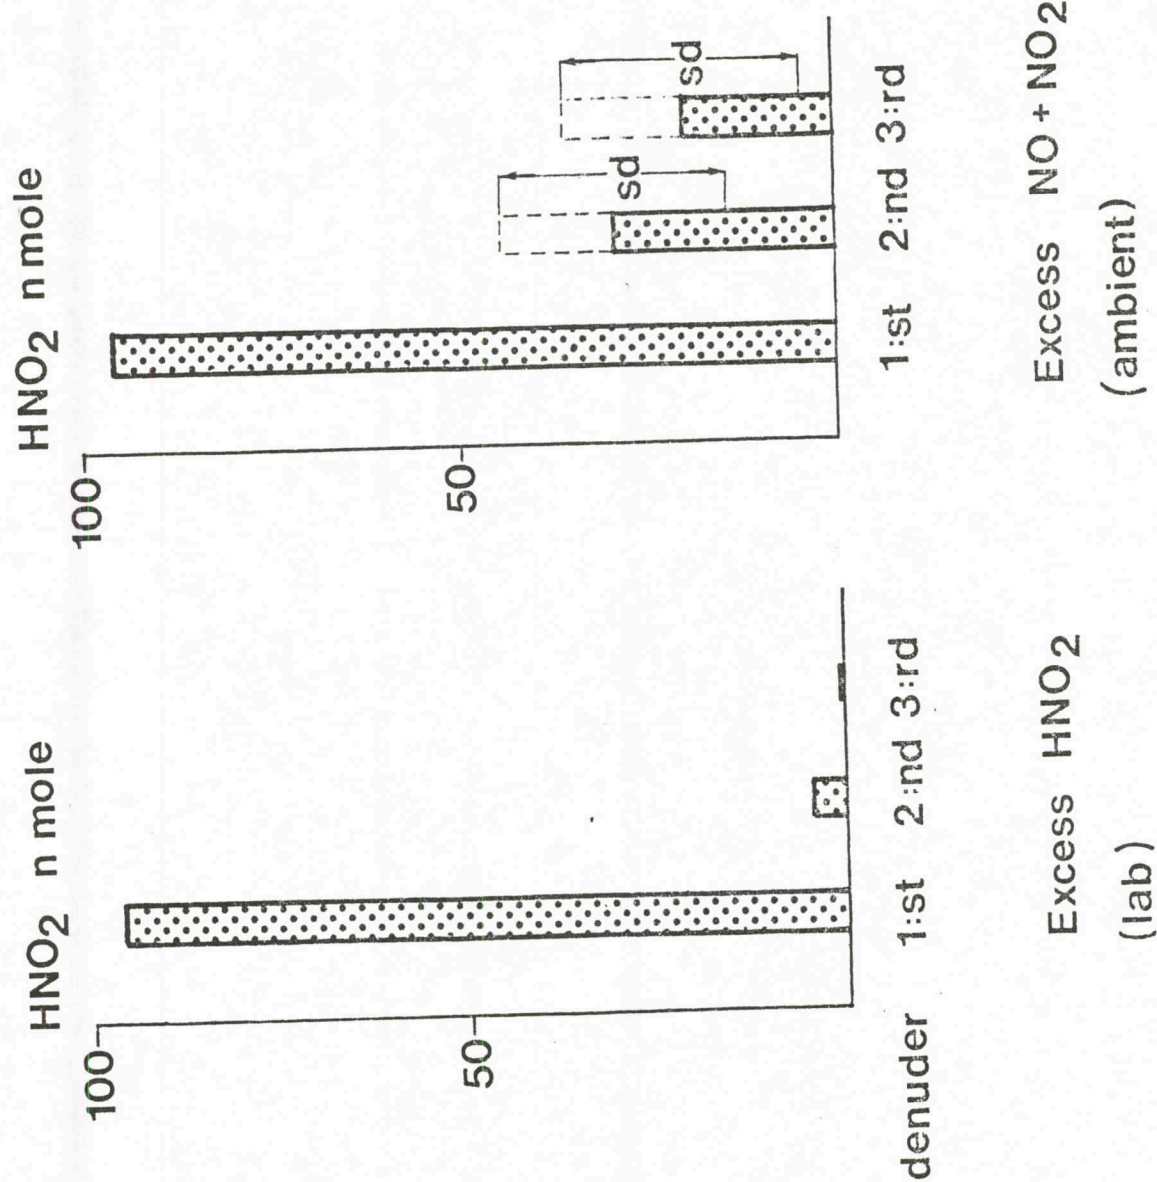 HNO2 n mole
100
50
denuder 1:st 2:nd 3:rd
Excess HNO2
(lab)
HNO2 n mole
100
50
sd
sd
1:st 2:nd 3:rd
Excess NO + NO2
(ambient)